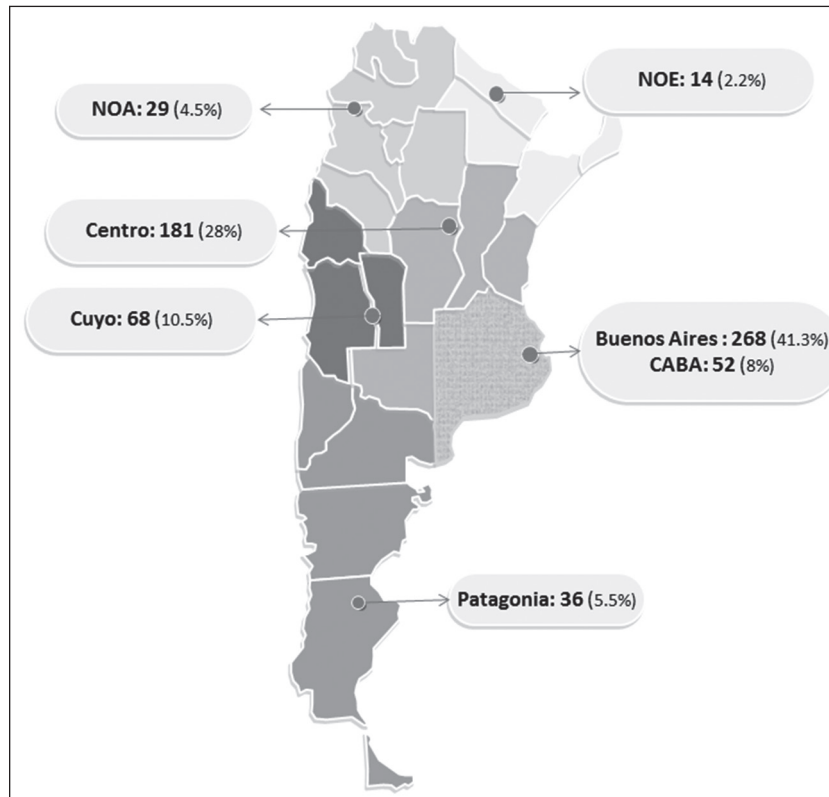 NOE: 14 (2.2%)
NOA: 29 (4.5%)
Centro: 181 (28%)
Cuyo: 68 (10.5%)
Buenos Aires : 268 (41.3%)
CABA: 52 (8%)
Patagonia: 36 (5.5%)